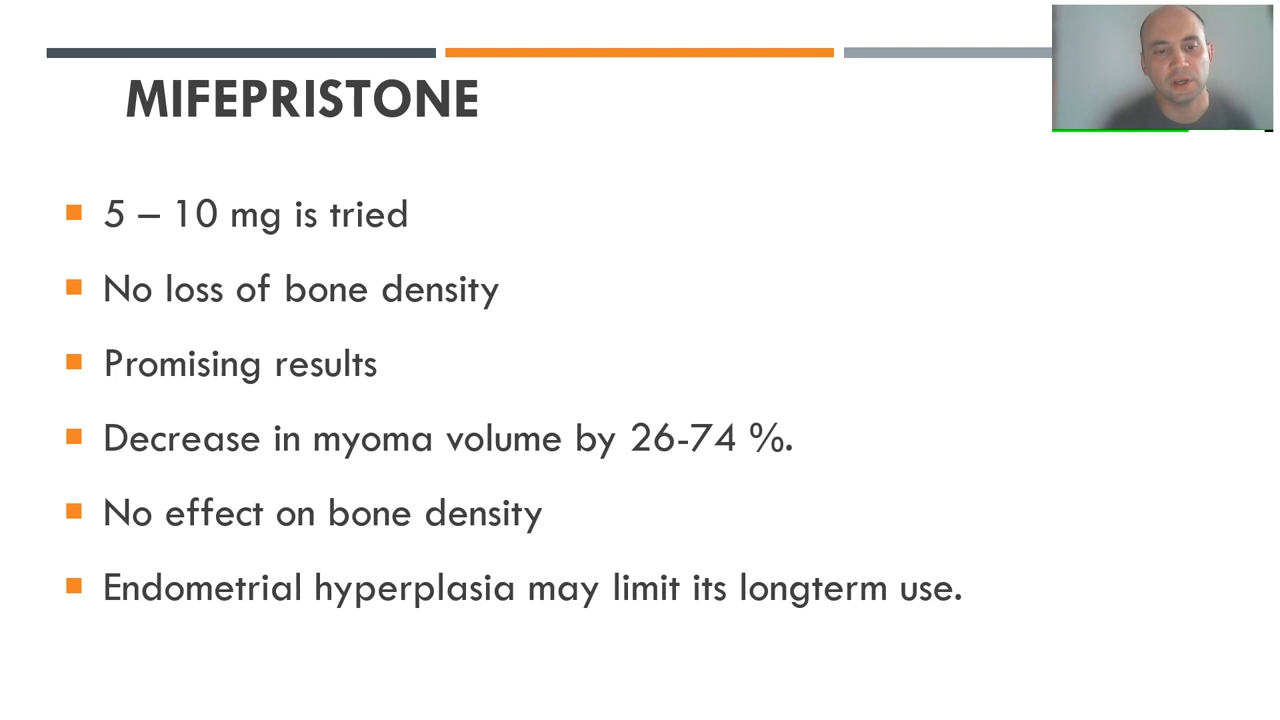 MIFEPRISTONE
5 – 10 mg is tried
No loss of bone density
Promising results
Decrease in myoma volume by 26-74 %.
No effect on bone density
Endometrial hyperplasia may limit its longterm use.